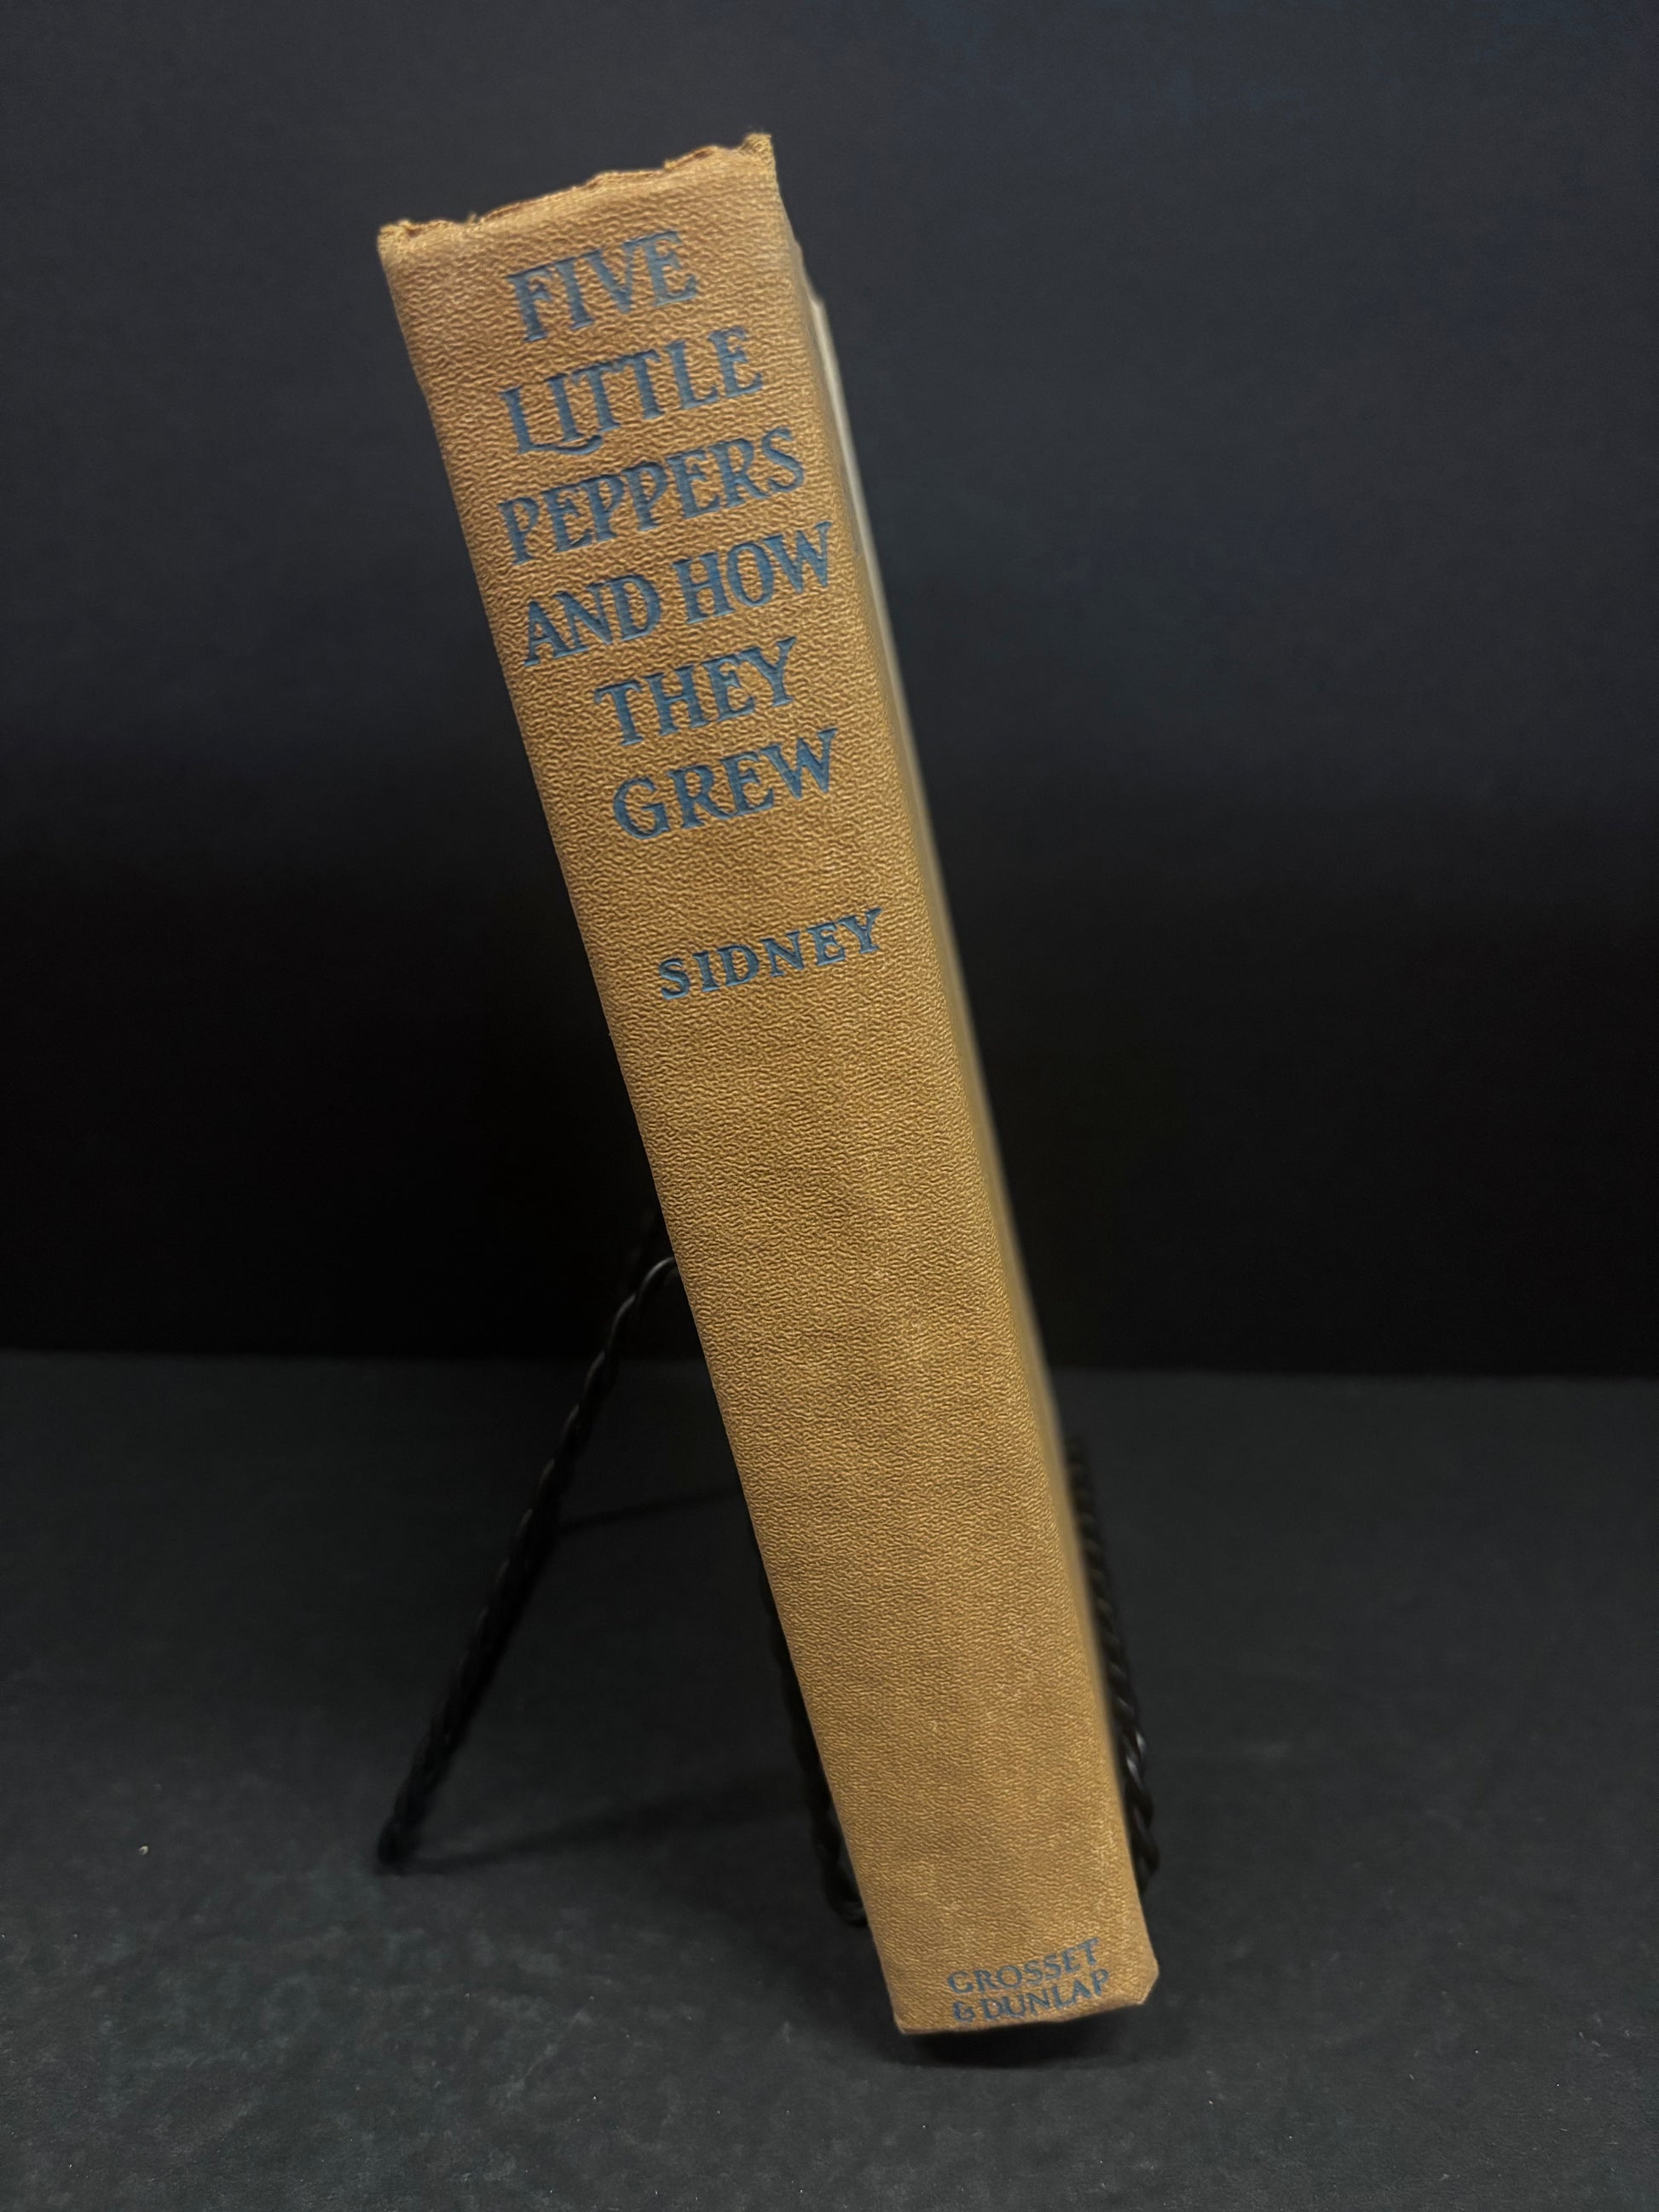 FIVE
LITTLE
PEPPERS
AND HOW
THEY
GREW
SIDNEY
GROSSET
& DUNLAP